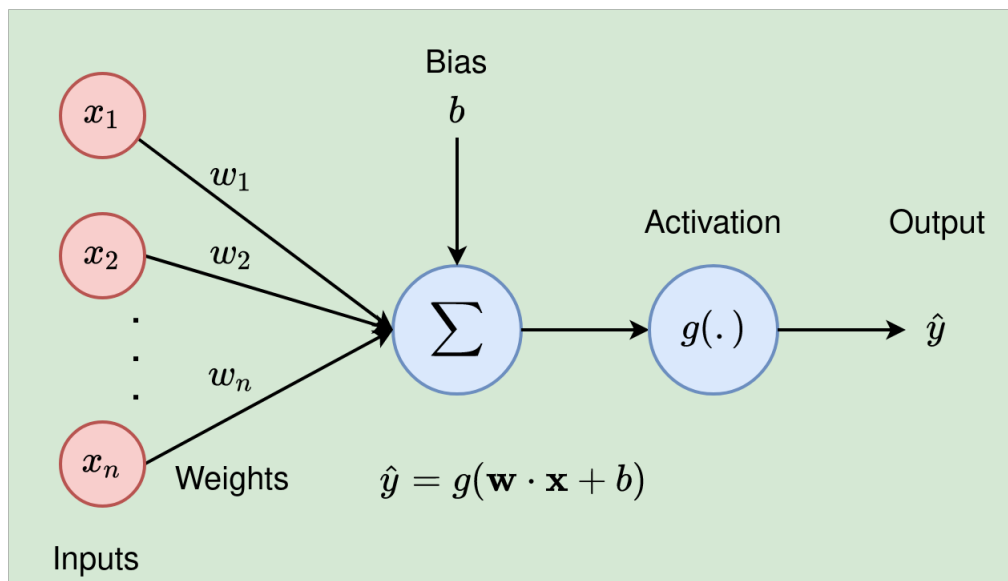 Bias
b
x₁
w₁
Activation
Output
x₂
w₂
∑
g(.)
ŷ
.
.
.
wₙ
xₙ
Weights
ŷ = g(𝐰 · 𝐱 + b)
Inputs